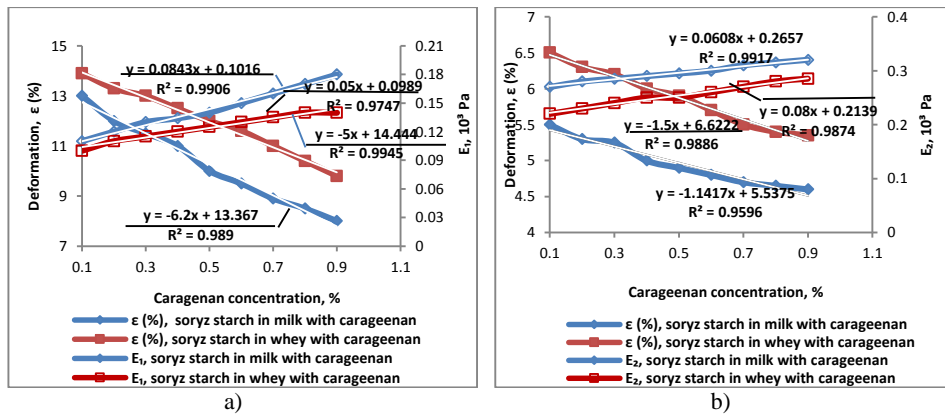 a)
15
13
11
9
7
Deformation, ε (%)
0.21
0.18
0.15
0.12
0.09
0.06
0.03
0
E₁, 10³ Pa
y = 0.0843x + 0.1016
R² = 0.9906
y = 0.05x + 0.0989
R² = 0.9747
y = -5x + 14.444
R² = 0.9945
y = -6.2x + 13.367
R² = 0.989
0.1 0.3 0.5 0.7 0.9 1.1
Caragenan concentration, %
ε (%), soryz starch in milk with carageenan
ε (%), soryz starch in whey with carageenan
E₁, soryz starch in milk with carageenan
E₁, soryz starch in whey with carageenan
a)
b)
7
6.5
6
5.5
5
4.5
4
Deformation, ε (%)
0.4
0.3
0.2
0.1
0
E₂, 10³ Pa
y = 0.0608x + 0.2657
R² = 0.9917
y = 0.08x + 0.2139
R² = 0.9874
y = -1.5x + 6.6222
R² = 0.9886
y = -1.1417x + 5.5375
R² = 0.9596
0.1 0.3 0.5 0.7 0.9 1.1
Caragenan concentration, %
ε (%), soryz starch in milk with carageenan
ε (%), soryz starch in whey with carageenan
E₂, soryz starch in milk with carageenan
E₂, soryz starch in whey with carageenan
b)